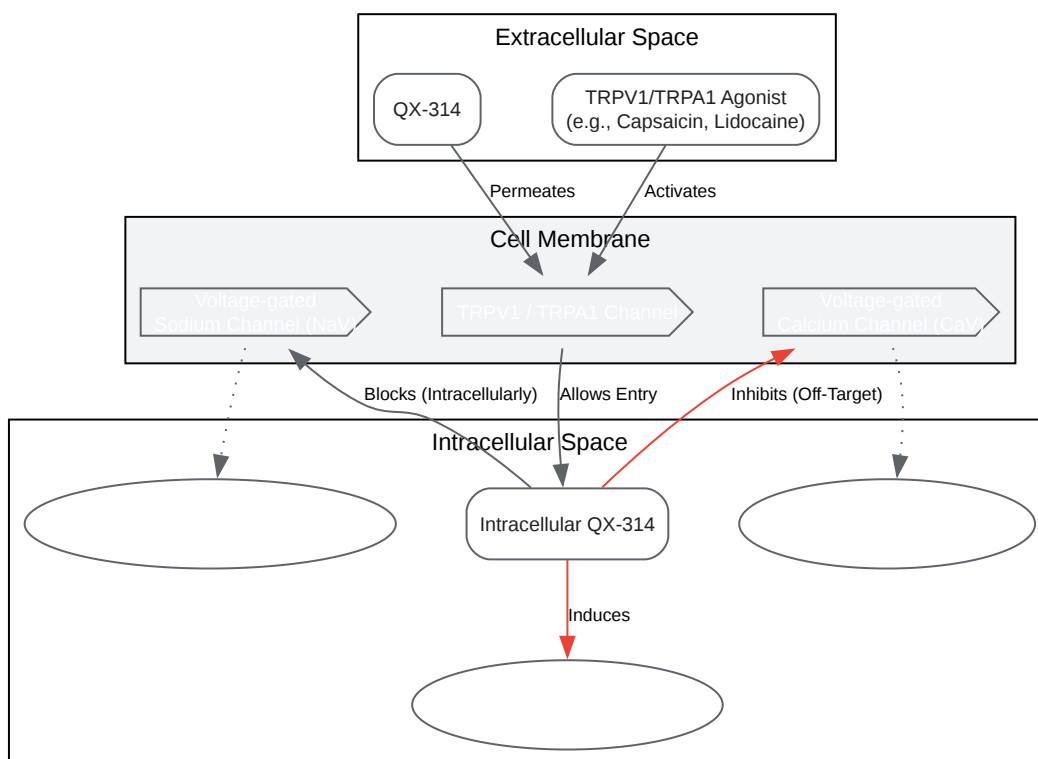 Extracellular Space
QX-314
TRPV1/TRPA1 Agonist
(e.g., Capsaicin, Lidocaine)
Permeates
Activates
Cell Membrane
Voltage-gated
Sodium Channel (NaV)
TRPV1 / TRPA1 Channel
Voltage-gated
Calcium Channel (CaV)
Blocks (Intracellularly)
Allows Entry
Inhibits (Off-Target)
Intracellular Space
Intracellular QX-314
Induces